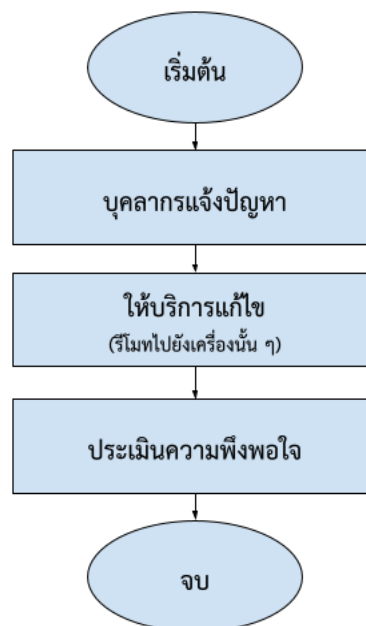 เริ่มต้น
บุคลากรแจ้งปัญหา
ให้บริการแก้ไข
(รีโมทไปยังเครื่องนั้น ๆ)
ประเมินความพึงพอใจ
จบ